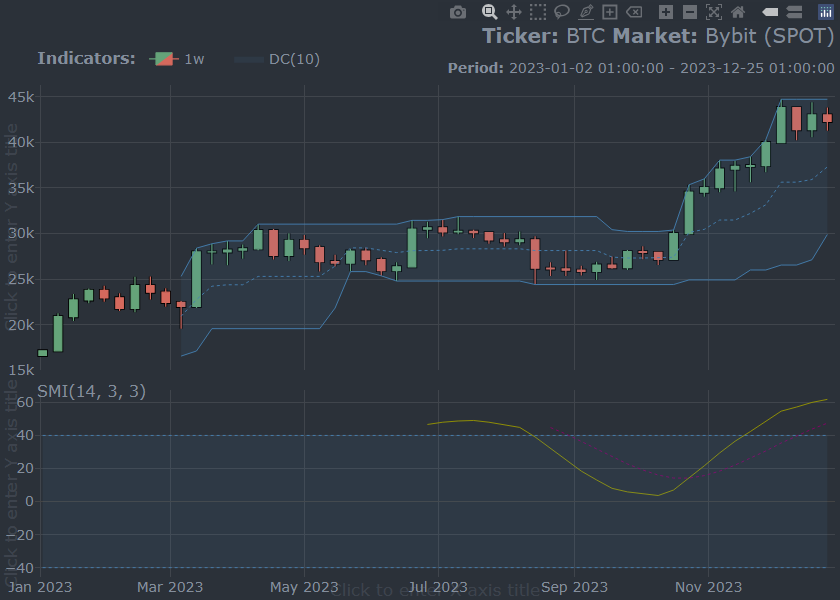 Ticker: BTC Market: Bybit (SPOT)
Indicators: 1w DC(10)
Period: 2023-01-02 01:00:00 - 2023-12-25 01:00:00
45k
40k
35k
30k
25k
20k
15k
Click to enter Y axis title
SMI(14, 3, 3)
60
40
20
0
−20
−40
Click to enter Y axis title
Jan 2023 Mar 2023 May 2023 Jul 2023 Sep 2023 Nov 2023
Click to enter X axis title